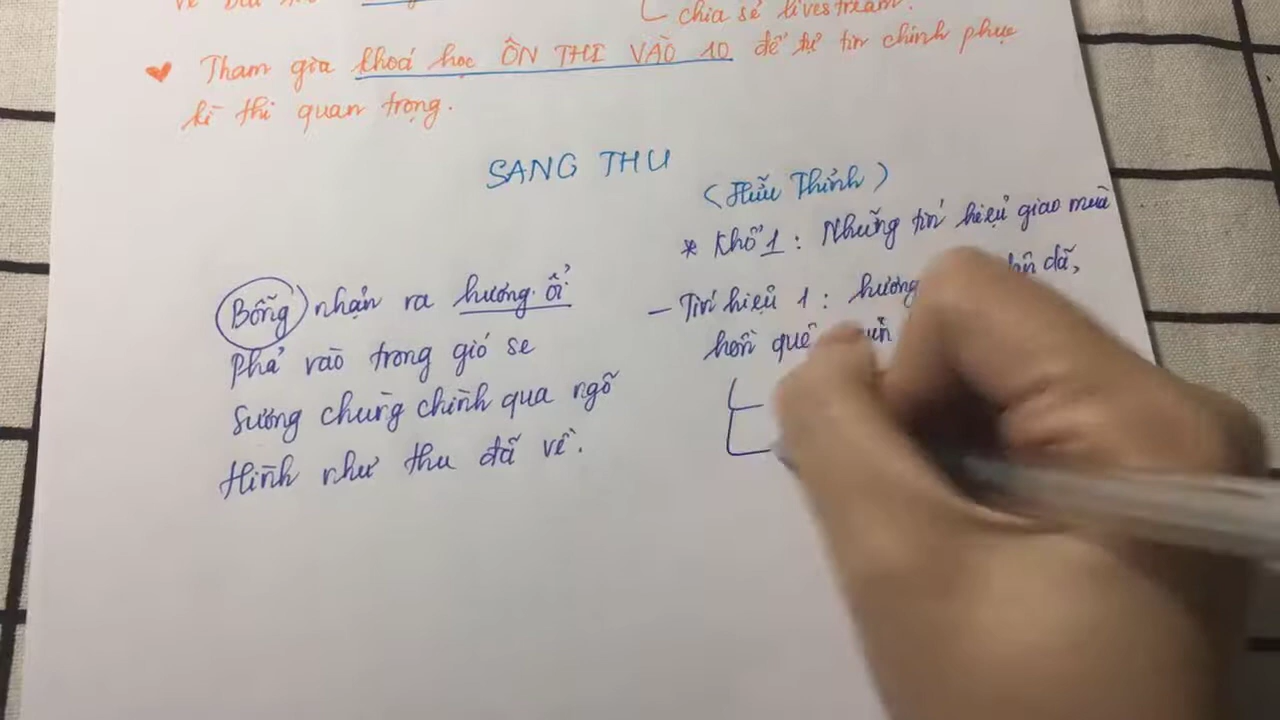 chia sẻ livestream.
Tham gia khoá học ÔN THI VÀO 10 để tự tin chinh phục
kì thi quan trọng.
SANG THU
(Hữu Thỉnh)
* Khổ 1: Những tín hiệu giao mùa
Bỗng nhận ra hương ổi
Phả vào trong gió se
Sương chùng chình qua ngõ
Hình như thu đã về.
- Tín hiệu 1: hương dã,
hồn quê